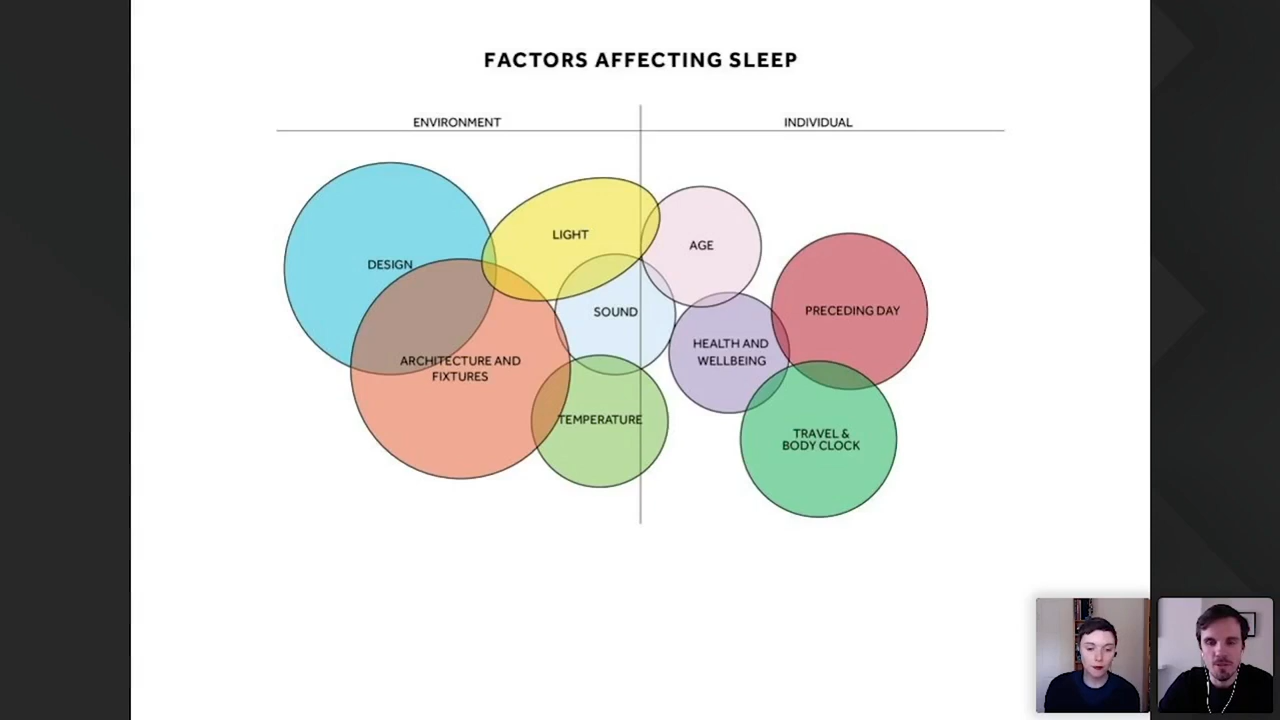 FACTORS AFFECTING SLEEP
ENVIRONMENT
INDIVIDUAL
DESIGN
LIGHT
AGE
SOUND
PRECEDING DAY
HEALTH AND
WELLBEING
ARCHITECTURE AND
FIXTURES
TEMPERATURE
TRAVEL &
BODY CLOCK